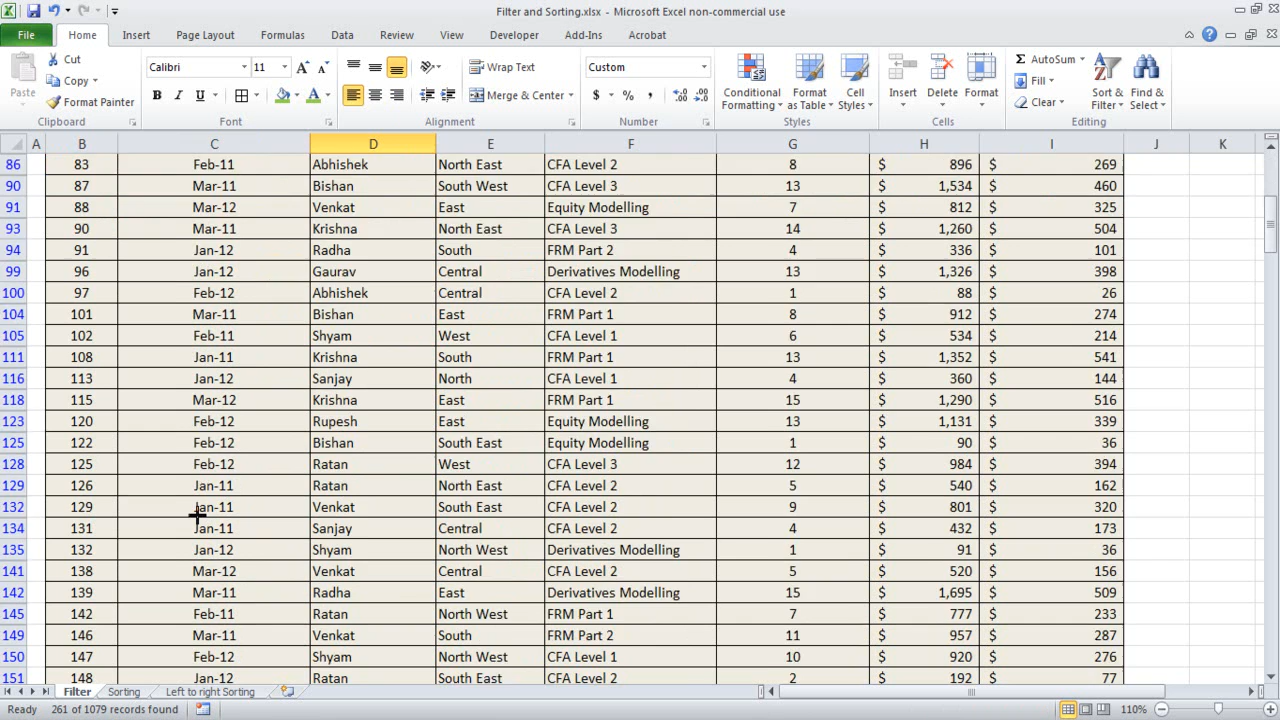 Filter and Sorting.xlsx - Microsoft Excel non-commercial use
File Home Insert Page Layout Formulas Data Review View Developer Add-Ins Acrobat
Paste Cut Copy Format Painter Clipboard
Calibri 11 A A B I U A Font
Wrap Text Merge & Center Alignment
Custom $ % , Number
Conditional Formatting Format as Table Cell Styles Styles
Insert Delete Format Cells
AutoSum Fill Clear Sort & Filter Find & Select Editing
A B C D E F G H I J K
86 83 Feb-11 Abhishek North East CFA Level 2 8 $ 896 $ 269
90 87 Mar-11 Bishan South West CFA Level 3 13 $ 1,534 $ 460
91 88 Mar-12 Venkat East Equity Modelling 7 $ 812 $ 325
93 90 Mar-11 Krishna North East CFA Level 3 14 $ 1,260 $ 504
94 91 Jan-12 Radha South FRM Part 2 4 $ 336 $ 101
99 96 Jan-12 Gaurav Central Derivatives Modelling 13 $ 1,326 $ 398
100 97 Feb-12 Abhishek Central CFA Level 2 1 $ 88 $ 26
104 101 Mar-11 Bishan East FRM Part 1 8 $ 912 $ 274
105 102 Feb-11 Shyam West CFA Level 1 6 $ 534 $ 214
111 108 Jan-11 Krishna South FRM Part 1 13 $ 1,352 $ 541
116 113 Jan-12 Sanjay North CFA Level 1 4 $ 360 $ 144
118 115 Mar-12 Krishna East FRM Part 1 15 $ 1,290 $ 516
123 120 Feb-12 Rupesh East Equity Modelling 13 $ 1,131 $ 339
125 122 Feb-12 Bishan South East Equity Modelling 1 $ 90 $ 36
128 125 Feb-12 Ratan West CFA Level 3 12 $ 984 $ 394
129 126 Jan-11 Ratan North East CFA Level 2 5 $ 540 $ 162
132 129 Jan-11 Venkat South East CFA Level 2 9 $ 801 $ 320
134 131 Jan-11 Sanjay Central CFA Level 2 4 $ 432 $ 173
135 132 Jan-12 Shyam North West Derivatives Modelling 1 $ 91 $ 36
141 138 Mar-12 Venkat Central CFA Level 2 5 $ 520 $ 156
142 139 Mar-11 Radha East Derivatives Modelling 15 $ 1,695 $ 509
145 142 Feb-11 Ratan North West FRM Part 1 7 $ 777 $ 233
149 146 Mar-11 Venkat South FRM Part 2 11 $ 957 $ 287
150 147 Feb-12 Shyam North West CFA Level 1 10 $ 920 $ 276
151 148 Jan-12 Ratan South East CFA Level 2 2 $ 192 $ 77
Filter Sorting Left to right Sorting
Ready 261 of 1079 records found 110%